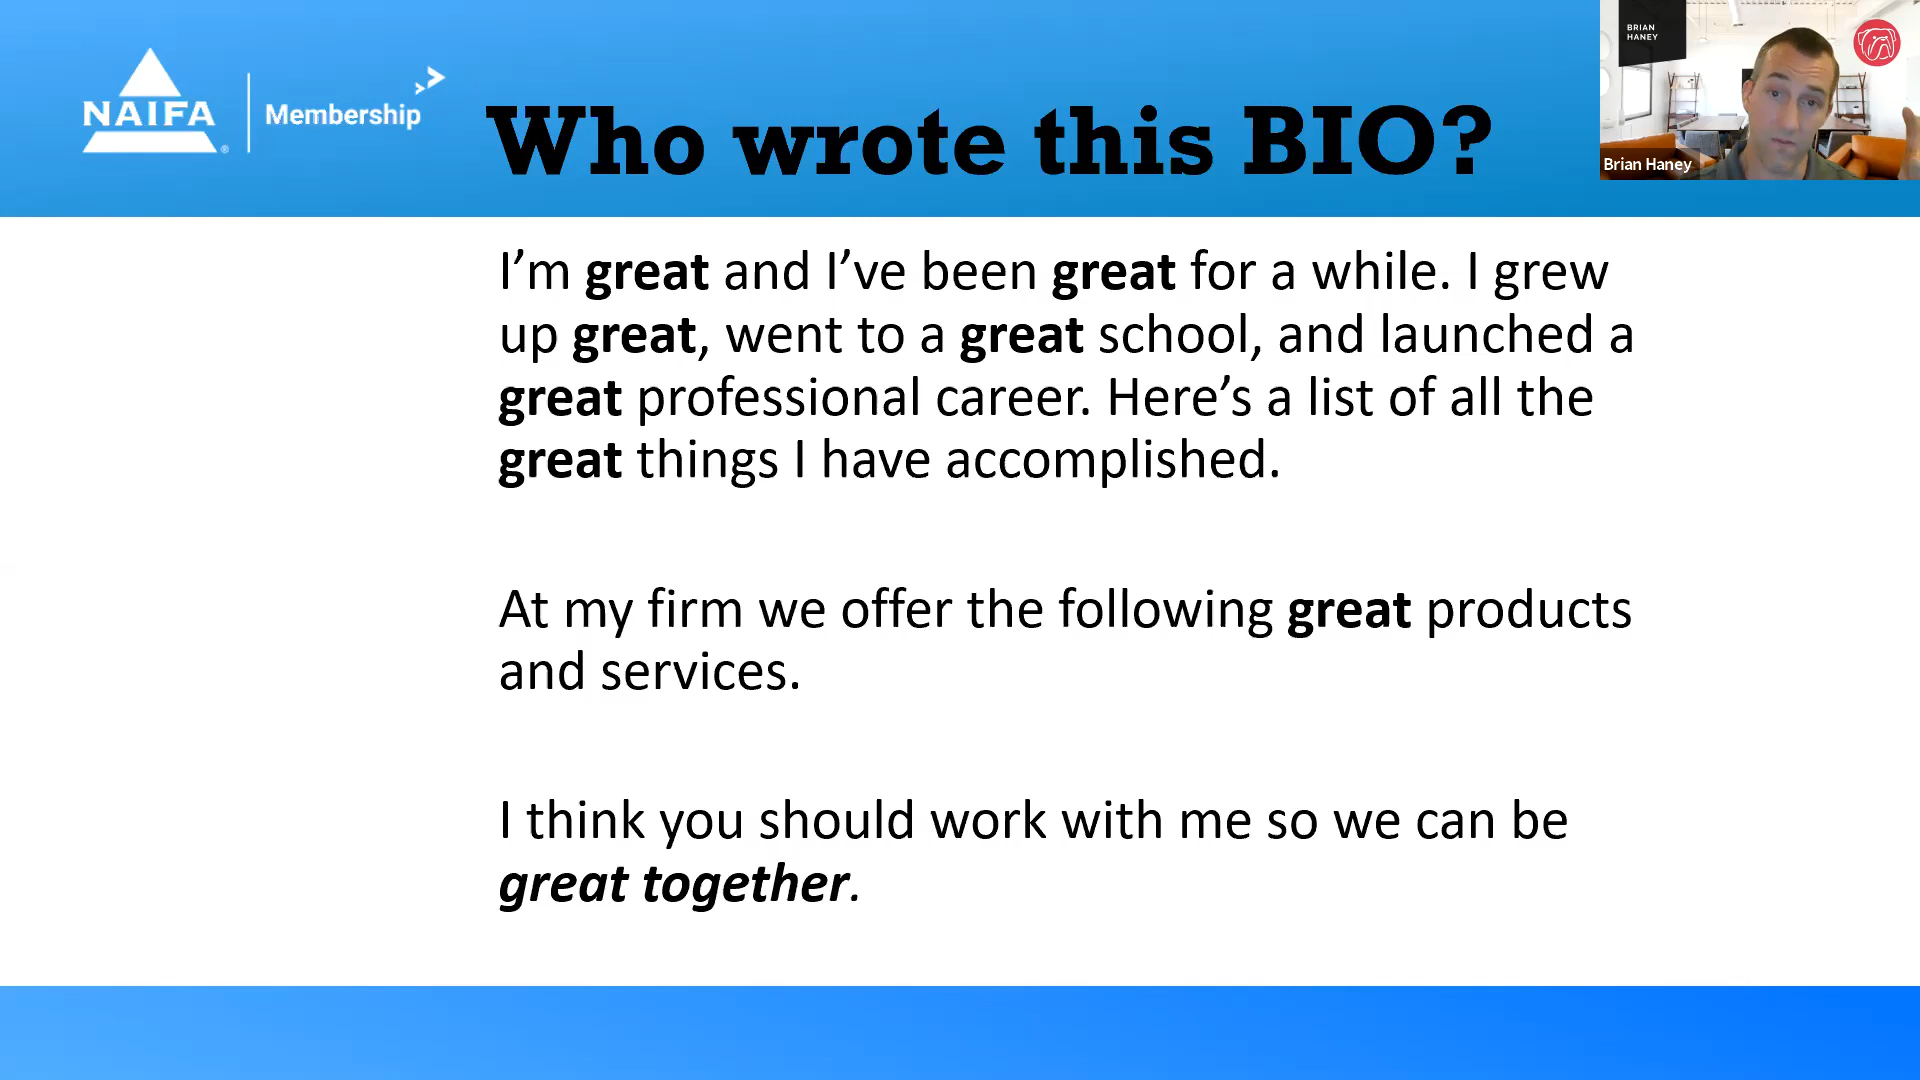 NAIFA
®
Membership
Who wrote this BIO?
BRIAN
HANEY
Brian Haney
I’m great and I’ve been great for a while. I grew
up great, went to a great school, and launched a
great professional career. Here’s a list of all the
great things I have accomplished.
At my firm we offer the following great products
and services.
I think you should work with me so we can be
great together.